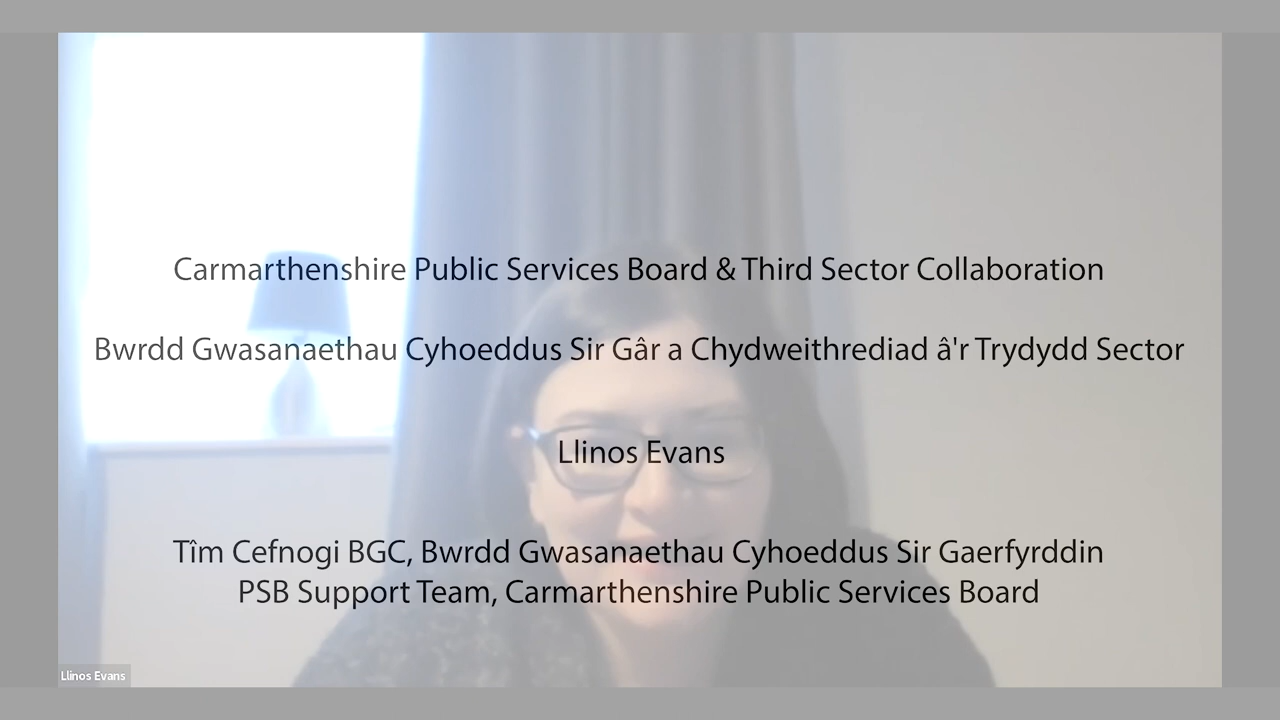 Carmarthenshire Public Services Board & Third Sector Collaboration
Bwrdd Gwasanaethau Cyhoeddus Sir Gâr a Chydweithrediad â'r Trydydd Sector
Llinos Evans
Tîm Cefnogi BGC, Bwrdd Gwasanaethau Cyhoeddus Sir Gaerfyrddin
PSB Support Team, Carmarthenshire Public Services Board
Llinos Evans